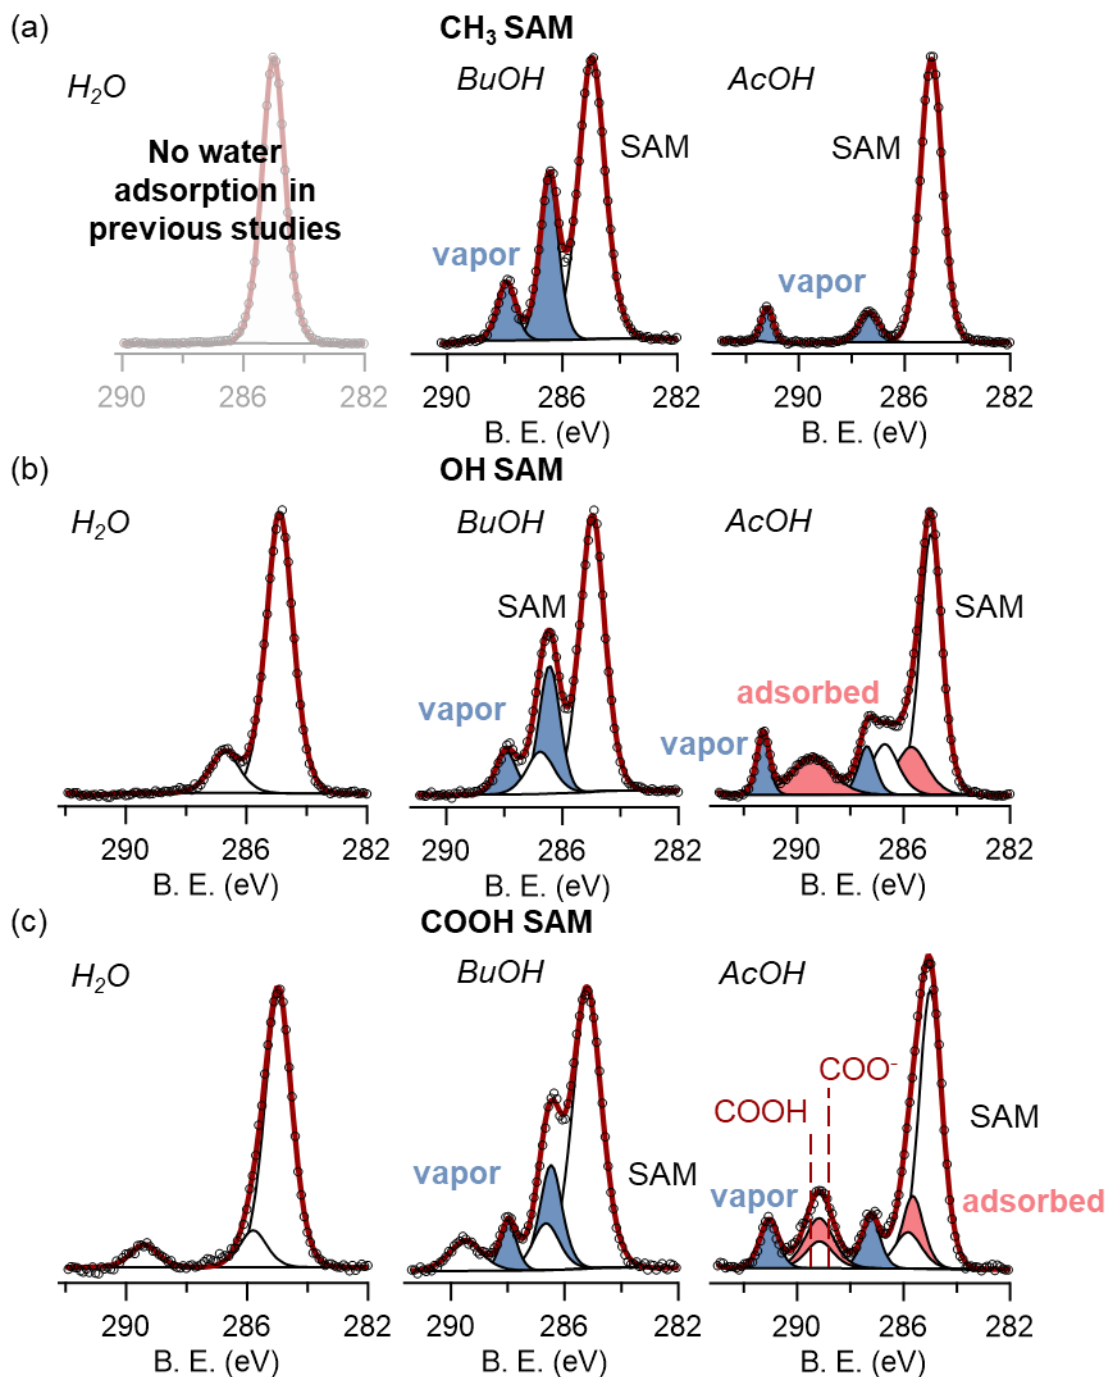 (a)
CH₃ SAM
H₂O
BuOH
AcOH
No water
adsorption in
previous studies
SAM
SAM
vapor
vapor
290 286 282
290 286 282
290 286 282
B. E. (eV)
B. E. (eV)
(b)
OH SAM
H₂O
BuOH
AcOH
SAM
SAM
adsorbed
vapor
vapor
290 286 282
290 286 282
290 286 282
B. E. (eV)
B. E. (eV)
B. E. (eV)
(c)
COOH SAM
H₂O
BuOH
AcOH
COO⁻
COOH
SAM
vapor
SAM
vapor
adsorbed
290 286 282
290 286 282
290 286 282
B. E. (eV)
B. E. (eV)
B. E. (eV)